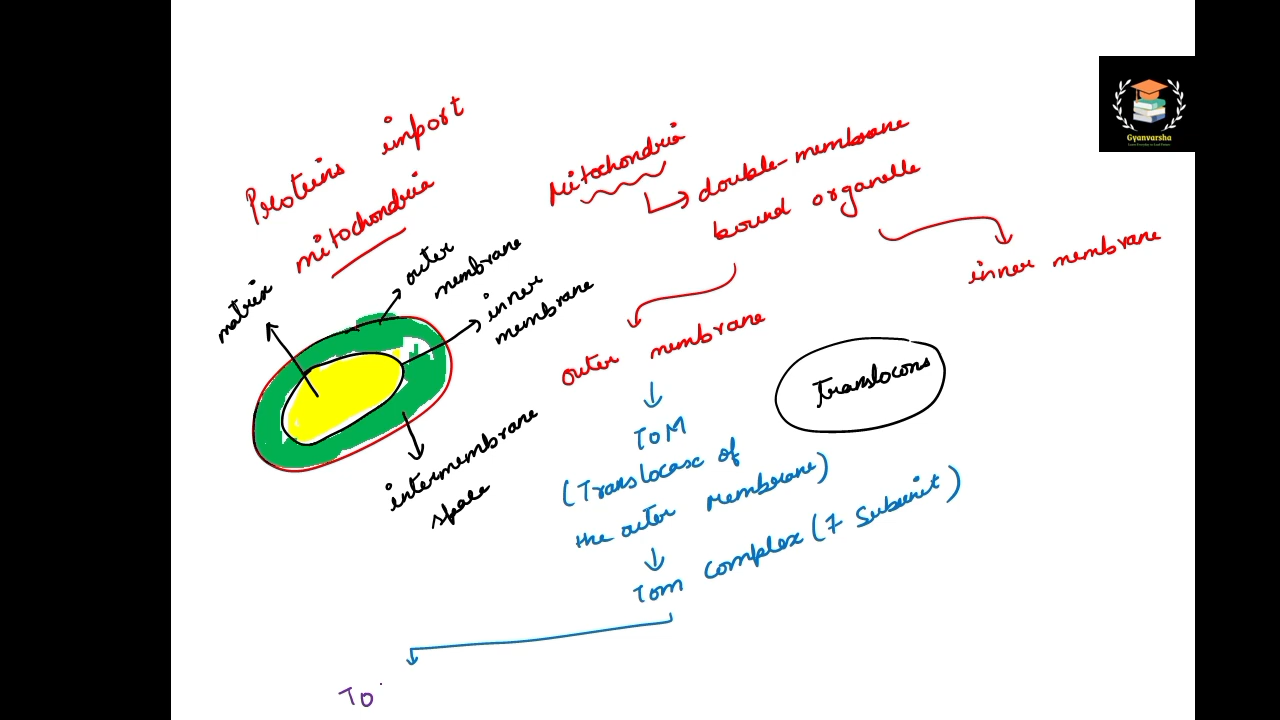 Proteins import
mitochondria
matrix
outer
membrane
inner
membrane
intermembrane
space
Mitochondria
double-membrane
bound organelle
inner membrane
outer membrane
Translocons
TOM
(Translocase of
the outer membrane)
TOM complex (7 subunit)
TO
Gyanvarsha